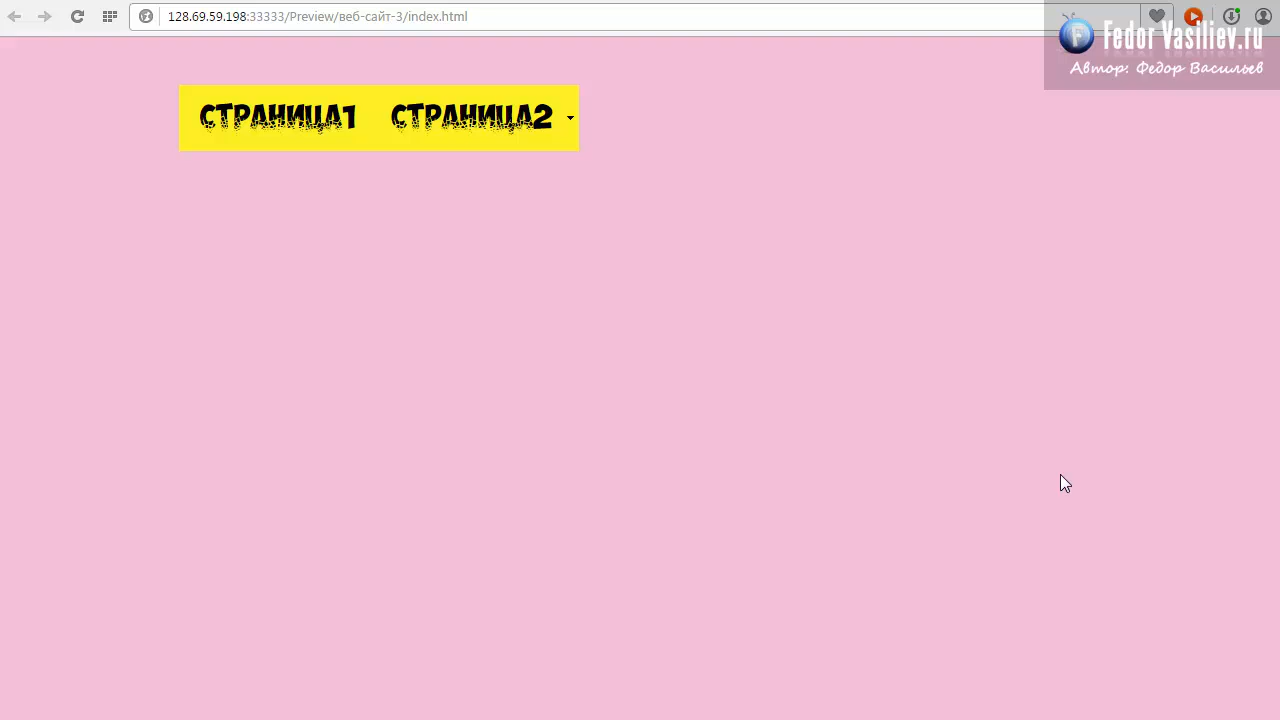 128.69.59.198:33333/Preview/веб-сайт-3/index.html
Fedor Vasiliev.ru
Автор: Федор Васильев
СТРАНИЦА1 СТРАНИЦА2